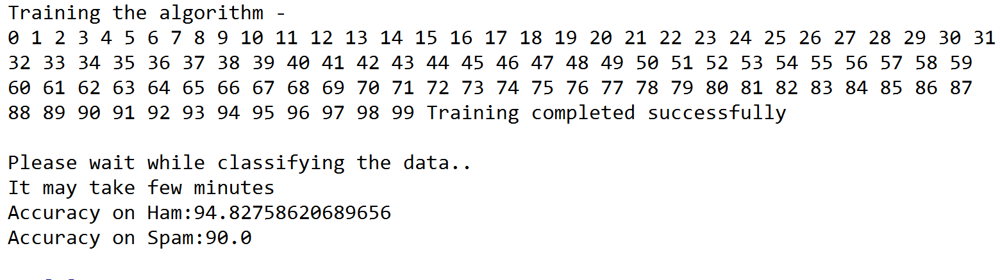 Training the algorithm -
0 1 2 3 4 5 6 7 8 9 10 11 12 13 14 15 16 17 18 19 20 21 22 23 24 25 26 27 28 29 30 31
32 33 34 35 36 37 38 39 40 41 42 43 44 45 46 47 48 49 50 51 52 53 54 55 56 57 58 59
60 61 62 63 64 65 66 67 68 69 70 71 72 73 74 75 76 77 78 79 80 81 82 83 84 85 86 87
88 89 90 91 92 93 94 95 96 97 98 99 Training completed successfully
Please wait while classifying the data..
It may take few minutes
Accuracy on Ham:94.82758620689656
Accuracy on Spam:90.0